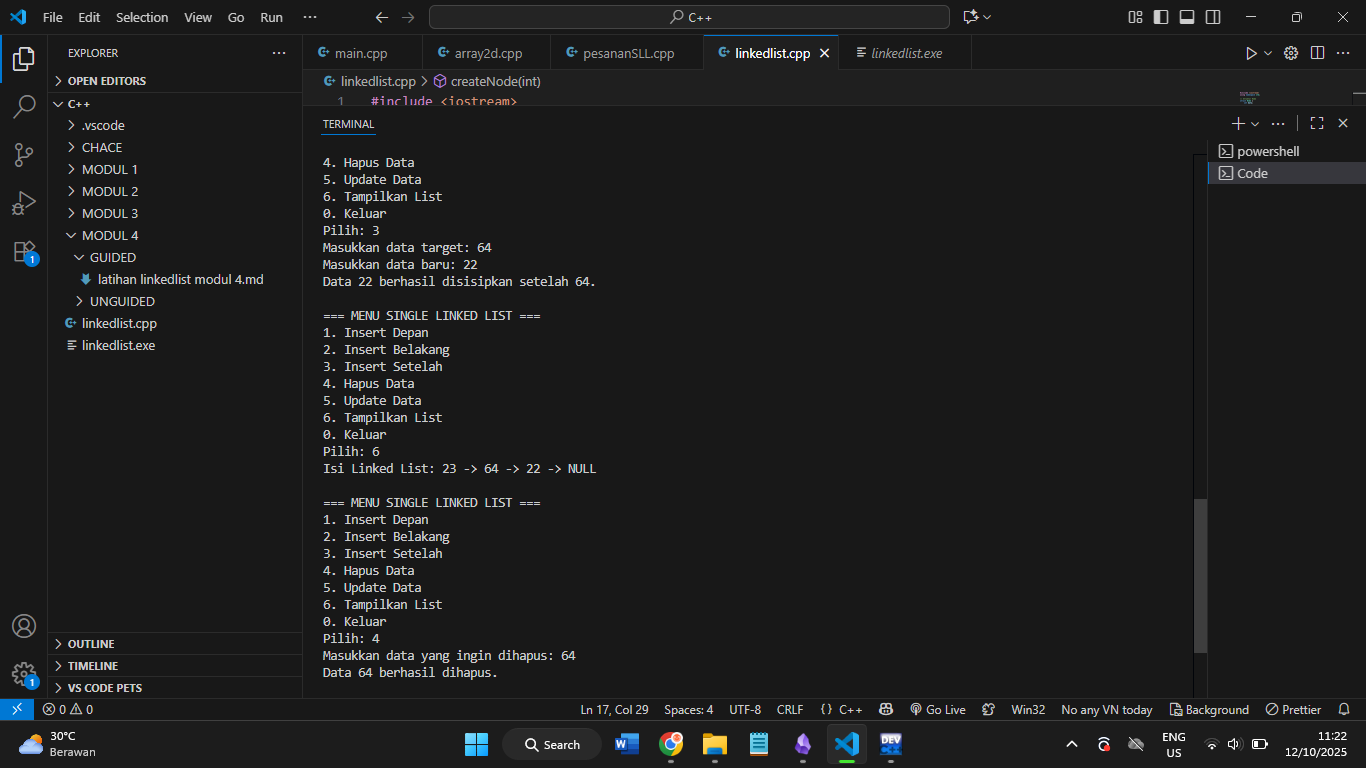 File Edit Selection View Go Run ··· C++
EXPLORER ···
OPEN EDITORS
C++
.vscode
CHACE
MODUL 1
MODUL 2
MODUL 3
MODUL 4
GUIDED
latihan linkedlist modul 4.md
UNGUIDED
linkedlist.cpp
linkedlist.exe
OUTLINE
TIMELINE
VS CODE PETS
1
1
main.cpp array2d.cpp pesananSLL.cpp linkedlist.cpp linkedlist.exe
linkedlist.cpp > createNode(int)
1 #include <iostream>
TERMINAL
powershell
Code
4. Hapus Data
5. Update Data
6. Tampilkan List
0. Keluar
Pilih: 3
Masukkan data target: 64
Masukkan data baru: 22
Data 22 berhasil disisipkan setelah 64.
=== MENU SINGLE LINKED LIST ===
1. Insert Depan
2. Insert Belakang
3. Insert Setelah
4. Hapus Data
5. Update Data
6. Tampilkan List
0. Keluar
Pilih: 6
Isi Linked List: 23 -> 64 -> 22 -> NULL
=== MENU SINGLE LINKED LIST ===
1. Insert Depan
2. Insert Belakang
3. Insert Setelah
4. Hapus Data
5. Update Data
6. Tampilkan List
0. Keluar
Pilih: 4
Masukkan data yang ingin dihapus: 64
Data 64 berhasil dihapus.
0 0 Ln 17, Col 29 Spaces: 4 UTF-8 CRLF {} C++ Go Live Win32 No any VN today Background Prettier
30°C
Berawan
Search
DEV
ENG
US
11:22
12/10/2025